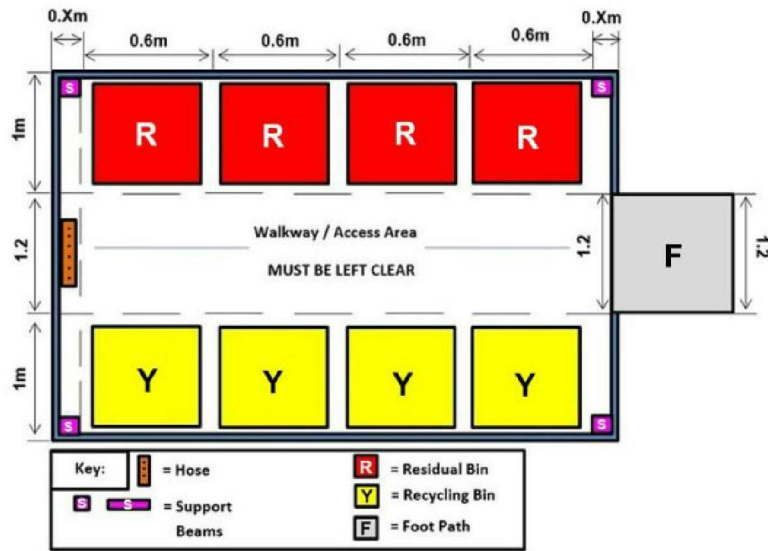 0.Xm 0.6m 0.6m 0.6m 0.6m 0.Xm
S S
R R R R
1m
1.2 Walkway / Access Area 1.2 F 1.2
MUST BE LEFT CLEAR
1m
Y Y Y Y
S S
Key: = Hose R = Residual Bin
S S = Support Y = Recycling Bin
Beams F = Foot Path